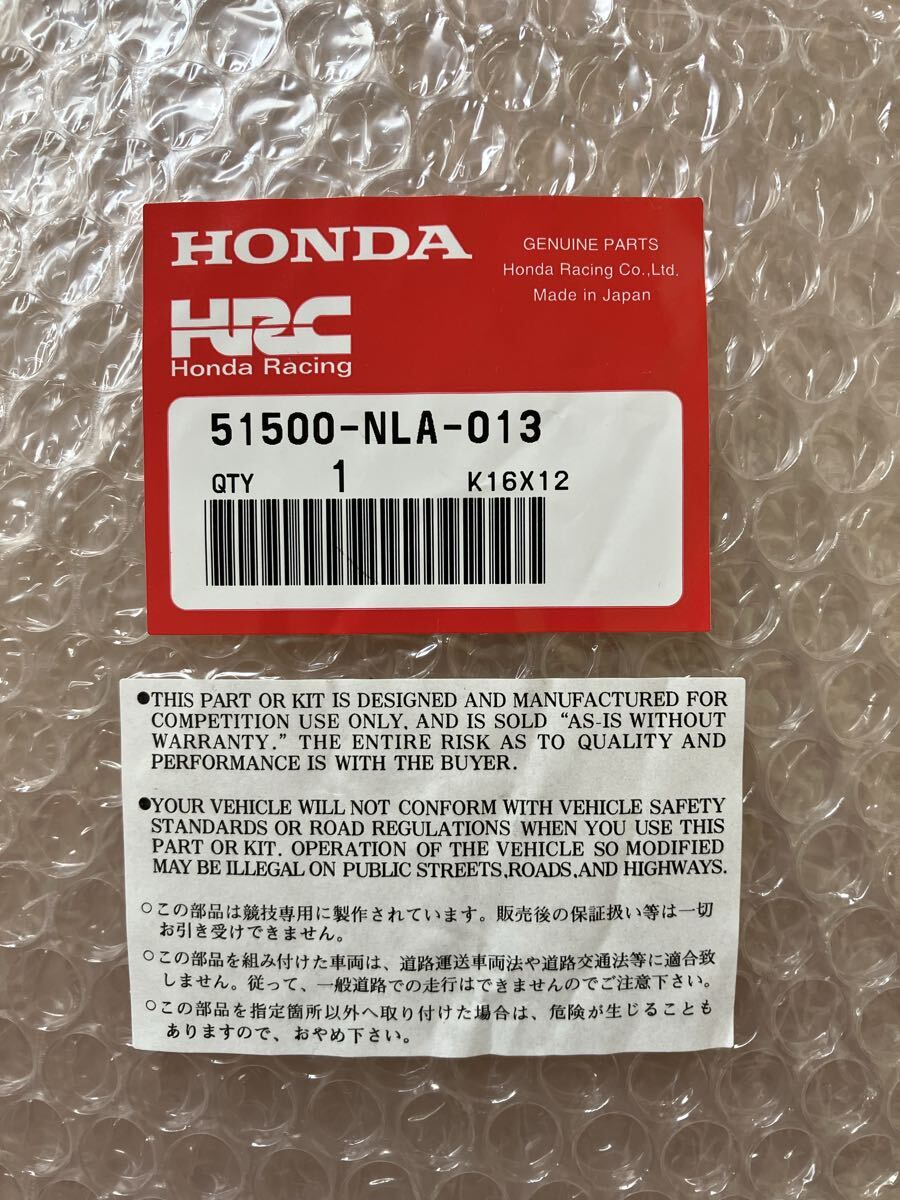 HONDA
GENUINE PARTS
Honda Racing Co.,Ltd.
Made in Japan
HRC
Honda Racing
51500-NLA-013
QTY 1 K16X12
●THIS PART OR KIT IS DESIGNED AND MANUFACTURED FOR
COMPETITION USE ONLY, AND IS SOLD “AS-IS WITHOUT
WARRANTY.” THE ENTIRE RISK AS TO QUALITY AND
PERFORMANCE IS WITH THE BUYER.
●YOUR VEHICLE WILL NOT CONFORM WITH VEHICLE SAFETY
STANDARDS OR ROAD REGULATIONS WHEN YOU USE THIS
PART OR KIT. OPERATION OF THE VEHICLE SO MODIFIED
MAY BE ILLEGAL ON PUBLIC STREETS,ROADS,AND HIGHWAYS.
○この部品は競技専用に製作されています。販売後の保証扱い等は一切
お引き受けできません。
○この部品を組み付けた車両は、道路運送車両法や道路交通法等に適合致
しません。従って、一般道路での走行はできませんのでご注意下さい。
○この部品を指定箇所以外へ取り付けた場合は、危険が生じることも
ありますので、おやめ下さい。